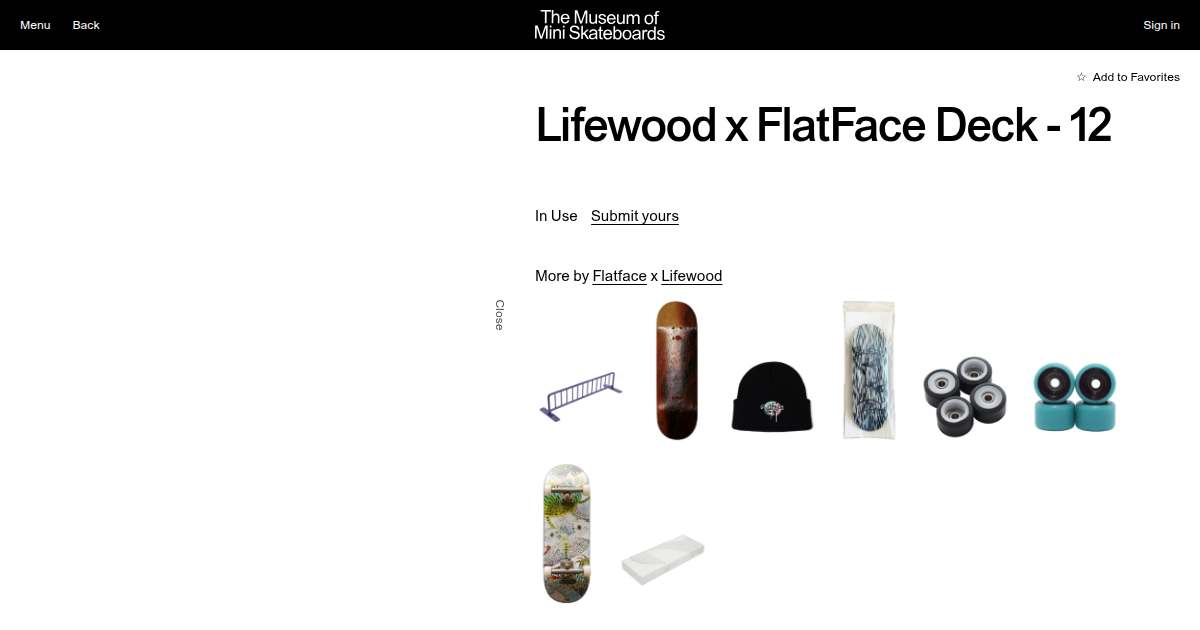 Menu Back
The Museum of
Mini Skateboards
Sign in
☆ Add to Favorites
Lifewood x FlatFace Deck - 12
In Use Submit yours
More by Flatface x Lifewood
Close